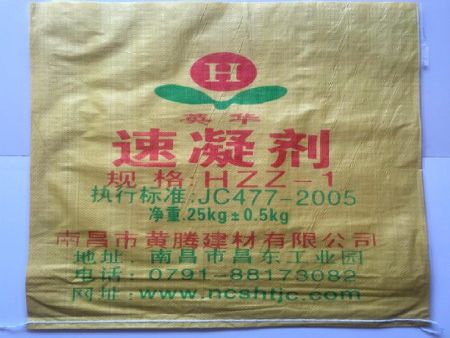 H
英华
速凝剂
规格:HZZ-1
执行标准:JC477-2005
净重.25kg±0.5kg
南昌市黄腾建材有限公司
地址:南昌市昌东工业园
电话:0791-88173082
网址:www.ncshtjc.com